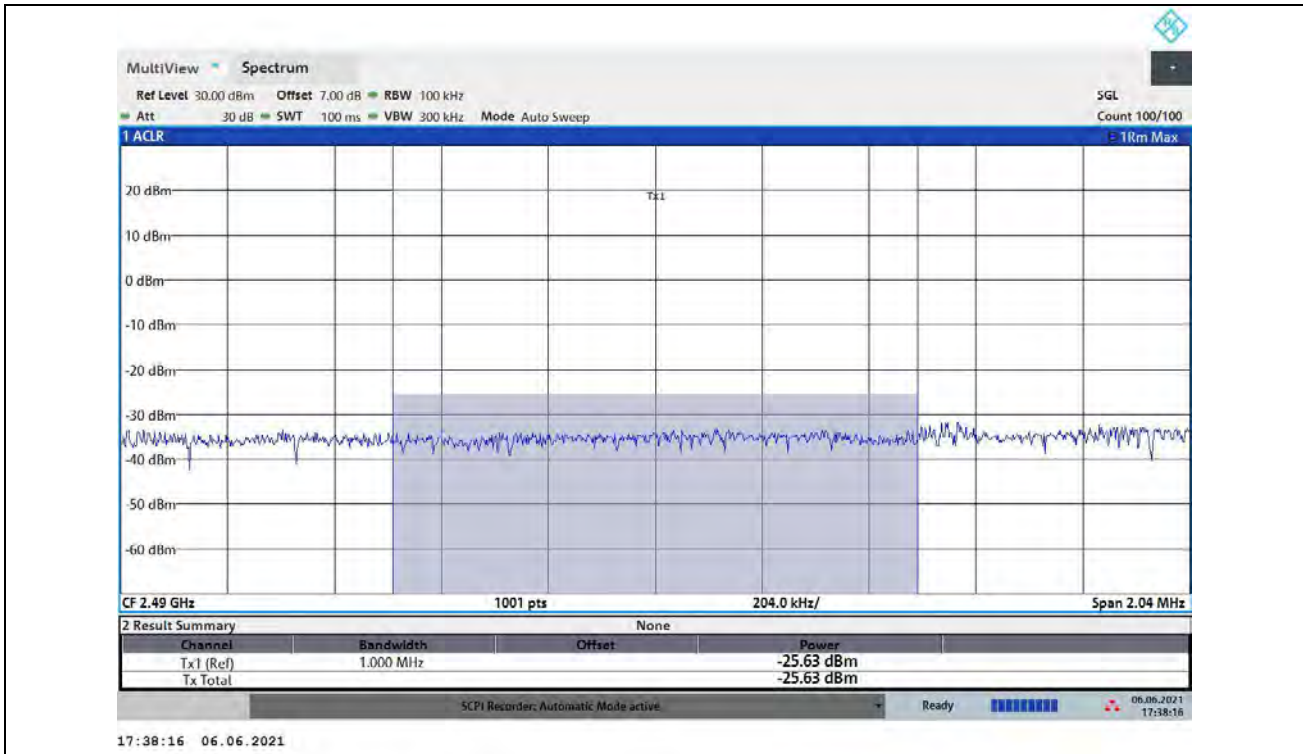 MultiView Spectrum
Ref Level 30.00 dBm Offset 7.00 dB RBW 100 kHz SGL
Att 30 dB SWT 100 ms VBW 300 kHz Mode Auto Sweep Count 100/100
1 ACLR 1Rm Max
20 dBm
Tx1
10 dBm
0 dBm
-10 dBm
-20 dBm
-30 dBm
-40 dBm
-50 dBm
-60 dBm
CF 2.49 GHz 1001 pts 204.0 kHz/ Span 2.04 MHz
2 Result Summary None
Channel Bandwidth Offset Power
Tx1 (Ref) 1.000 MHz -25.63 dBm
Tx Total -25.63 dBm
SCPI Recorder: Automatic Mode active Ready 06.06.2021
17:38:16
17:38:16 06.06.2021